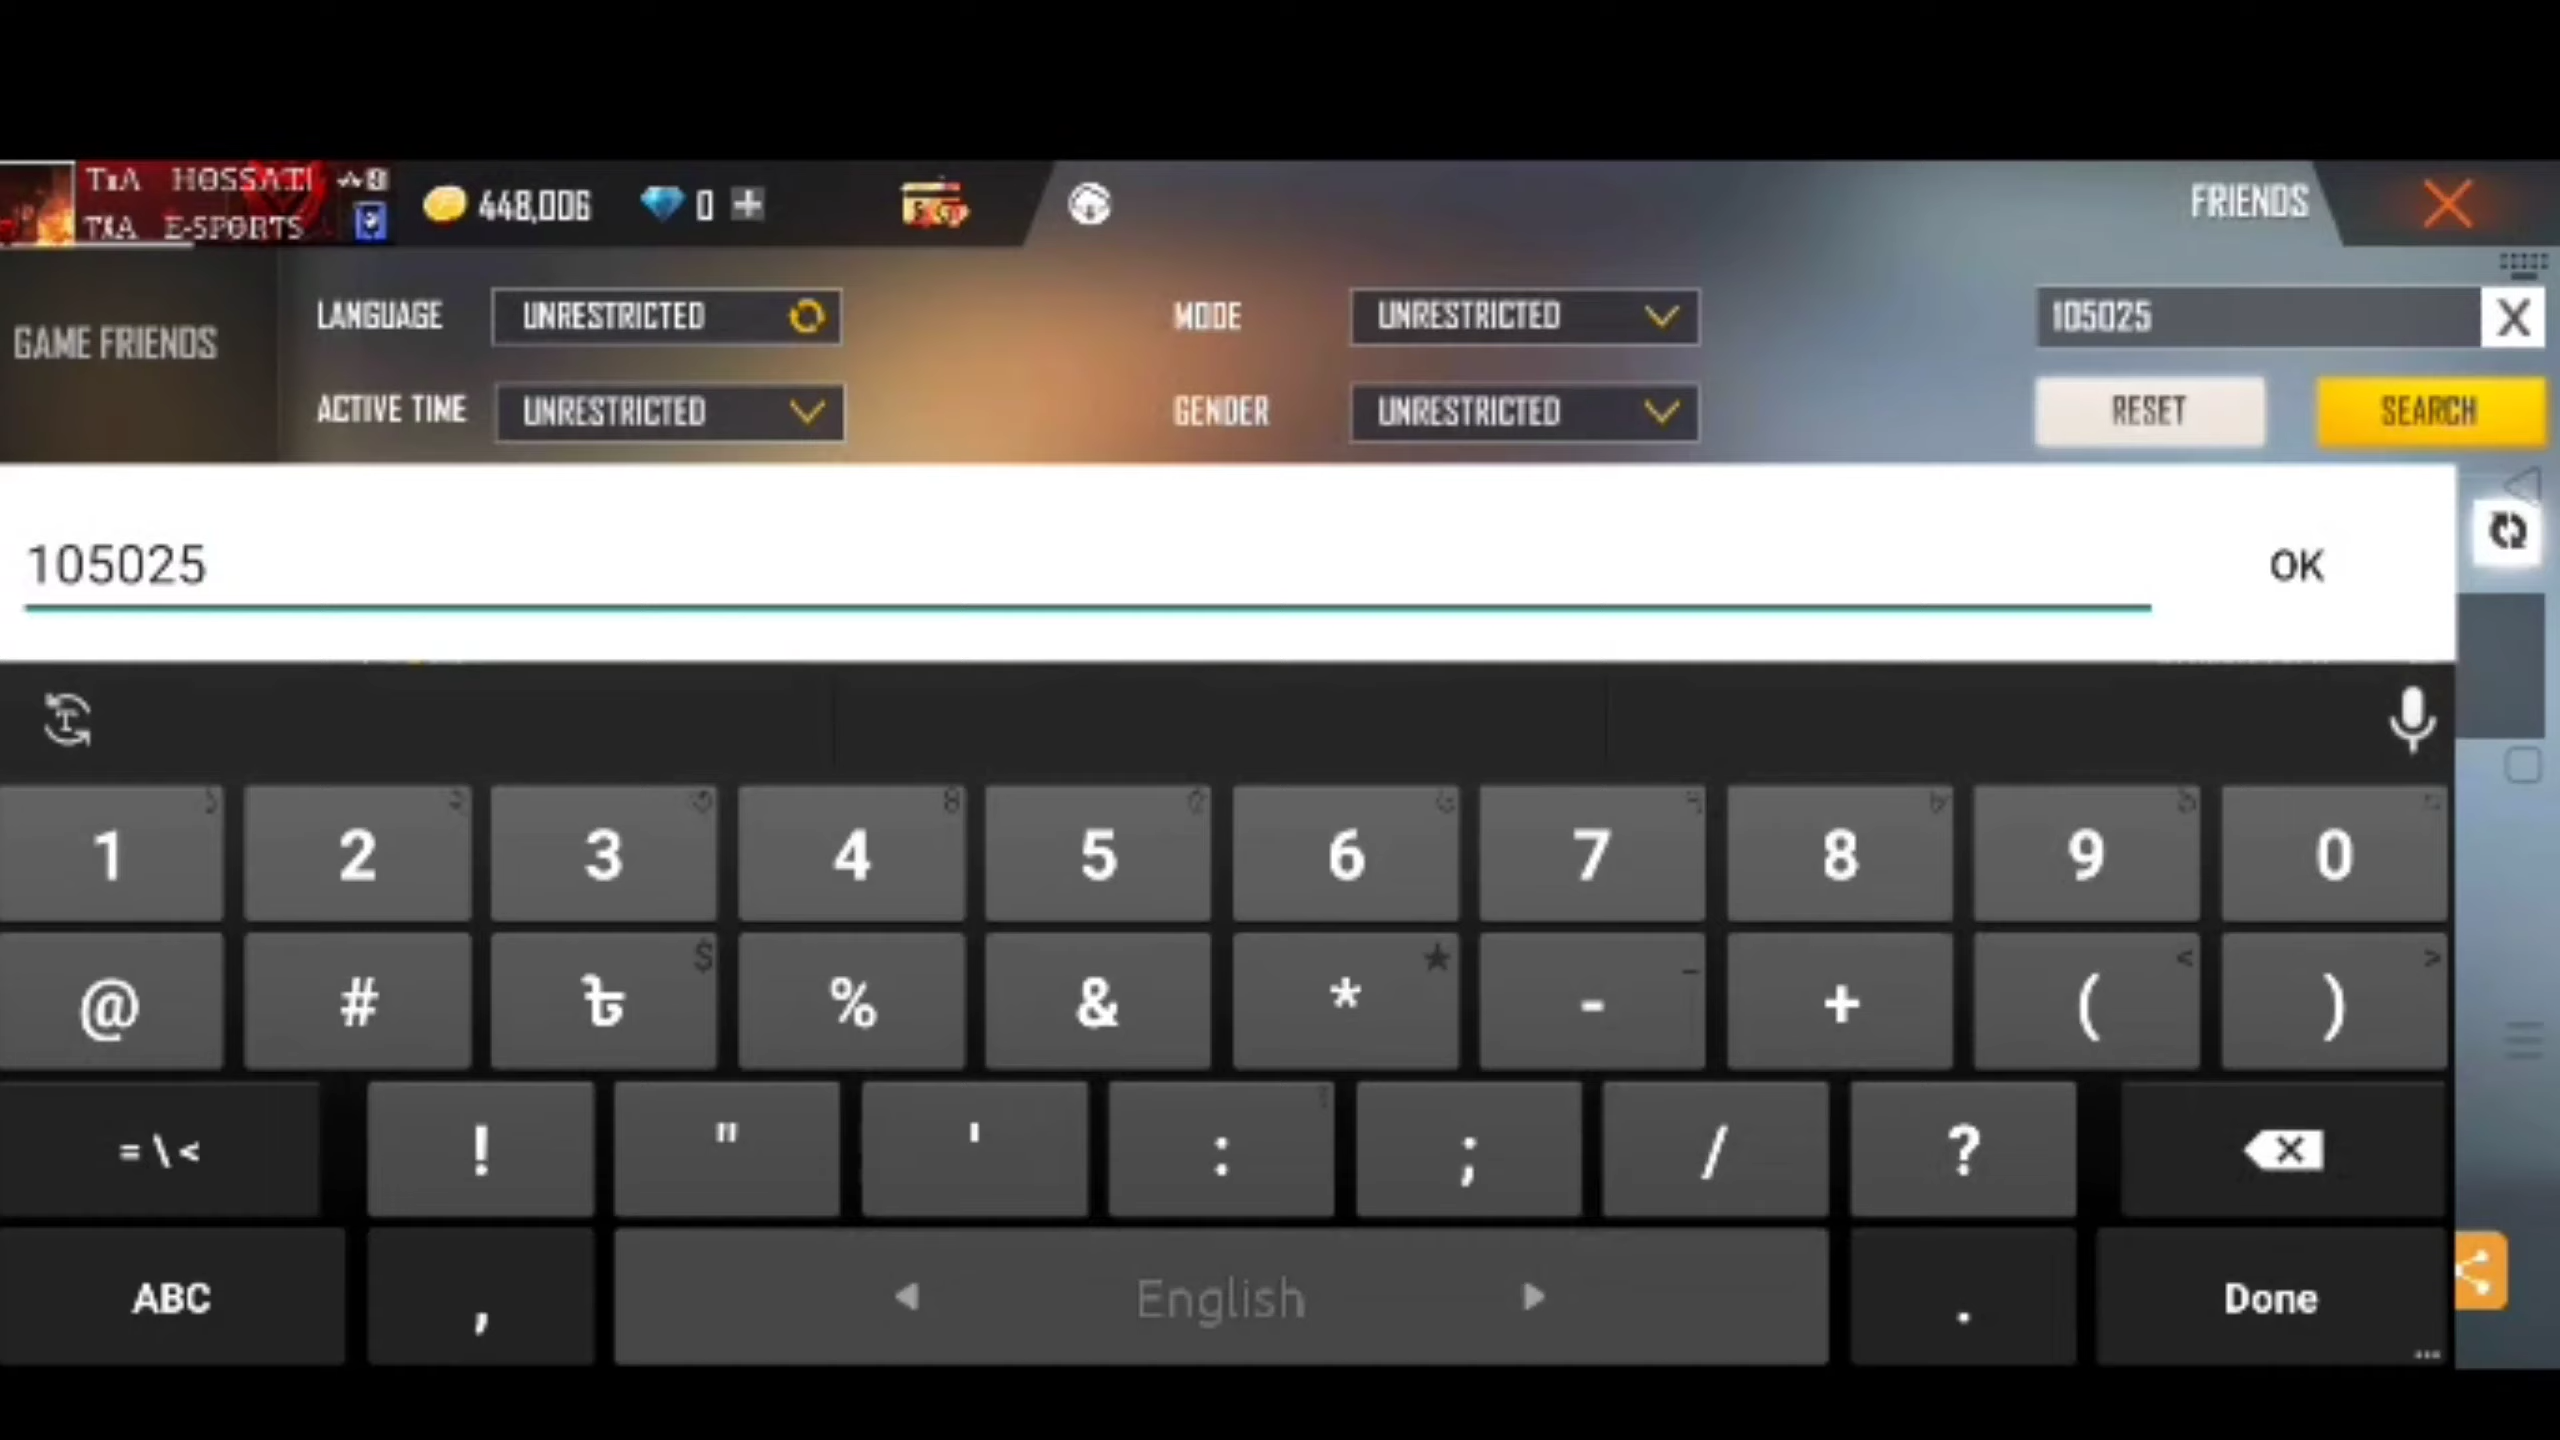 TXA HOSSAI
TXA E-SPORTS
448,006
0 +
FRIENDS
GAME FRIENDS
LANGUAGE UNRESTRICTED
MODE UNRESTRICTED
105025 X
ACTIVE TIME UNRESTRICTED
GENDER UNRESTRICTED
RESET SEARCH
105025 OK
1 2 3 4 5 6 7 8 9 0
@ # ৳ $ % & * ★ - _ + ( < ) >
= \ < ! " ' : ; / ?
ABC , English . Done